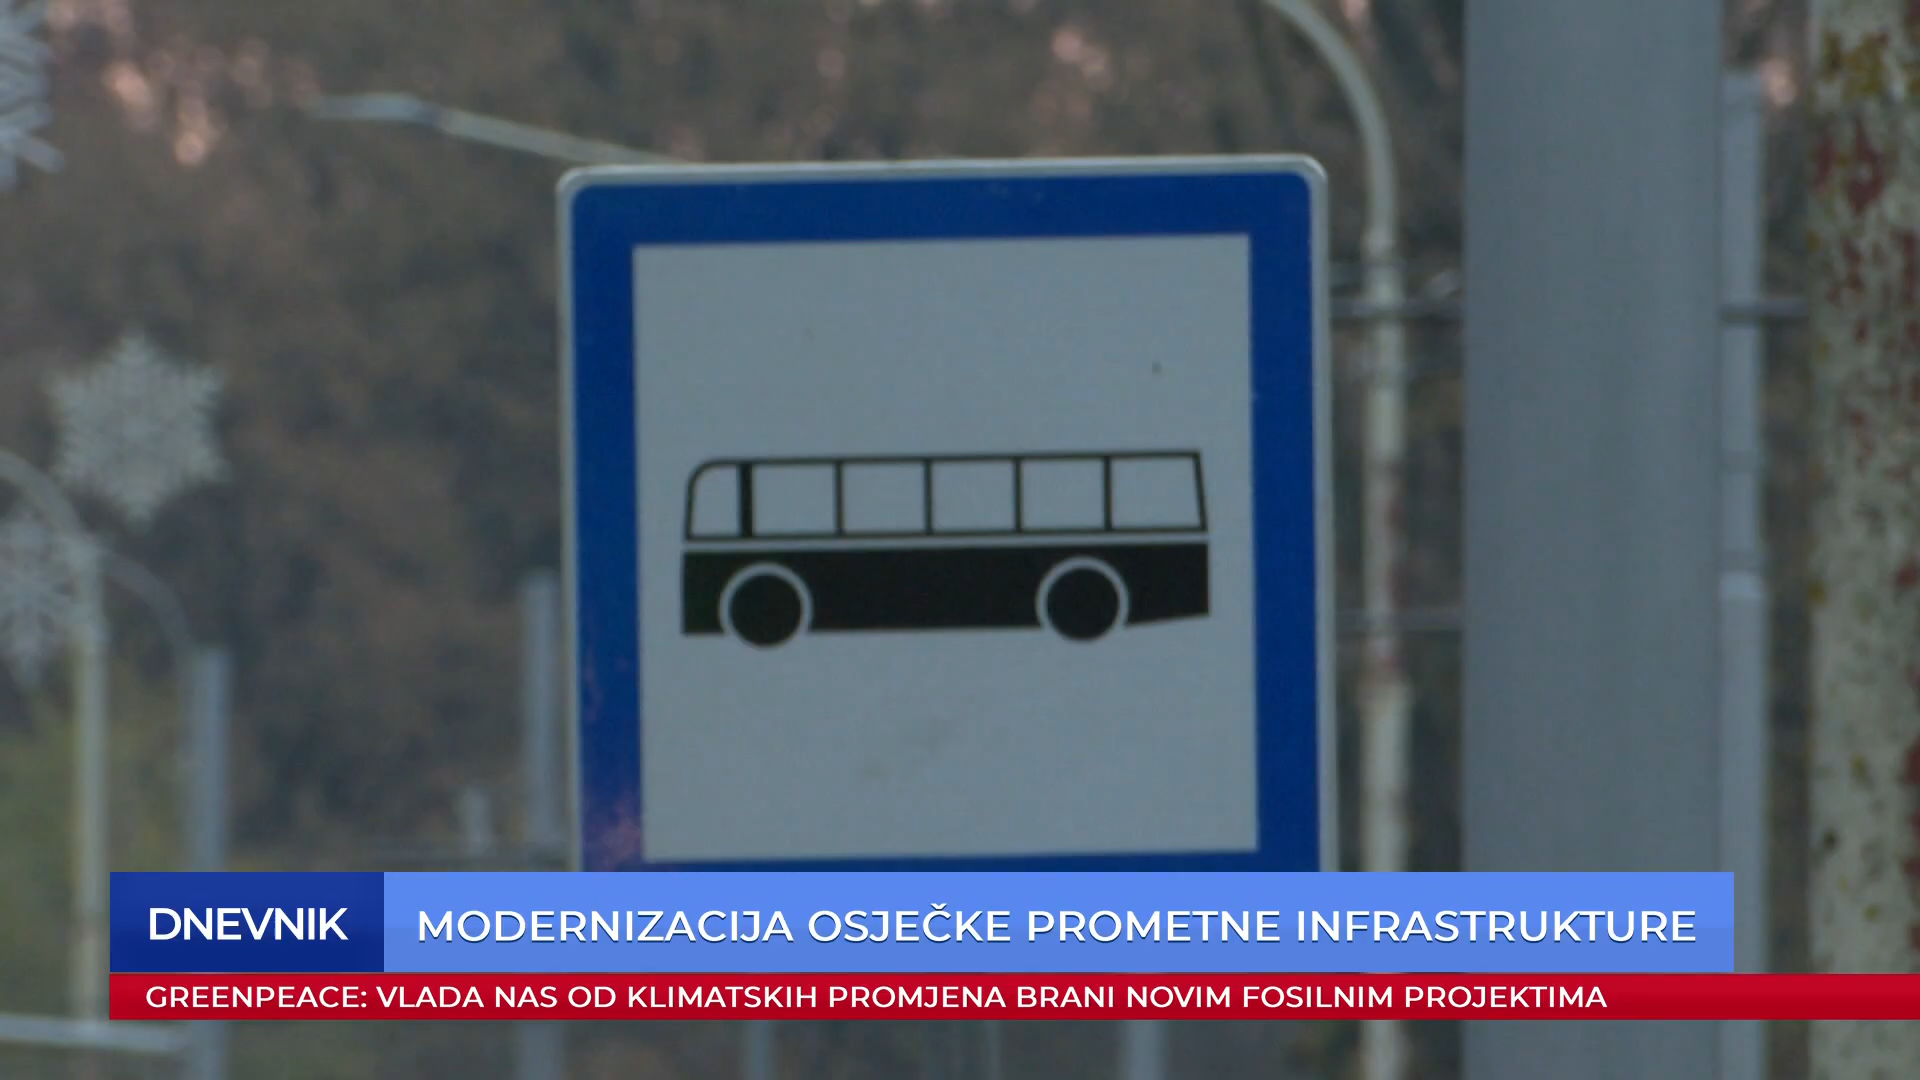 DNEVNIK
MODERNIZACIJA OSJEČKE PROMETNE INFRASTRUKTURE
GREENPEACE: VLADA NAS OD KLIMATSKIH PROMJENA BRANI NOVIM FOSILNIM PROJEKTIMA